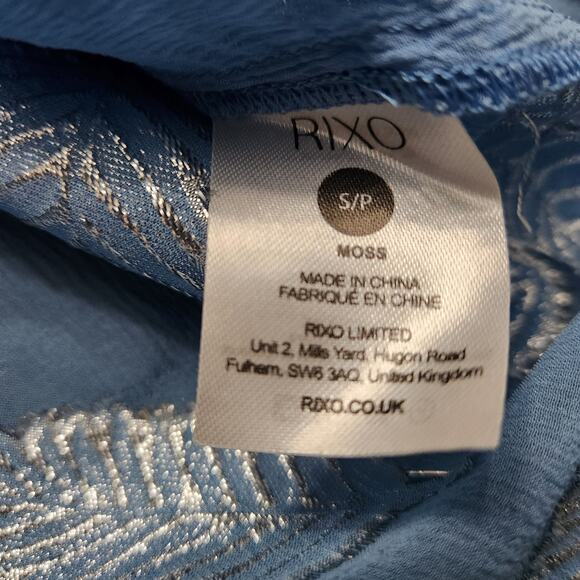 RIXO
S/P
MOSS
MADE IN CHINA
FABRIQUÉ EN CHINE
RIXO LIMITED
Unit 2, Mills Yard, Hugon Road
Fulham, SW6 3AQ, United Kingdom
RIXO.CO.UK